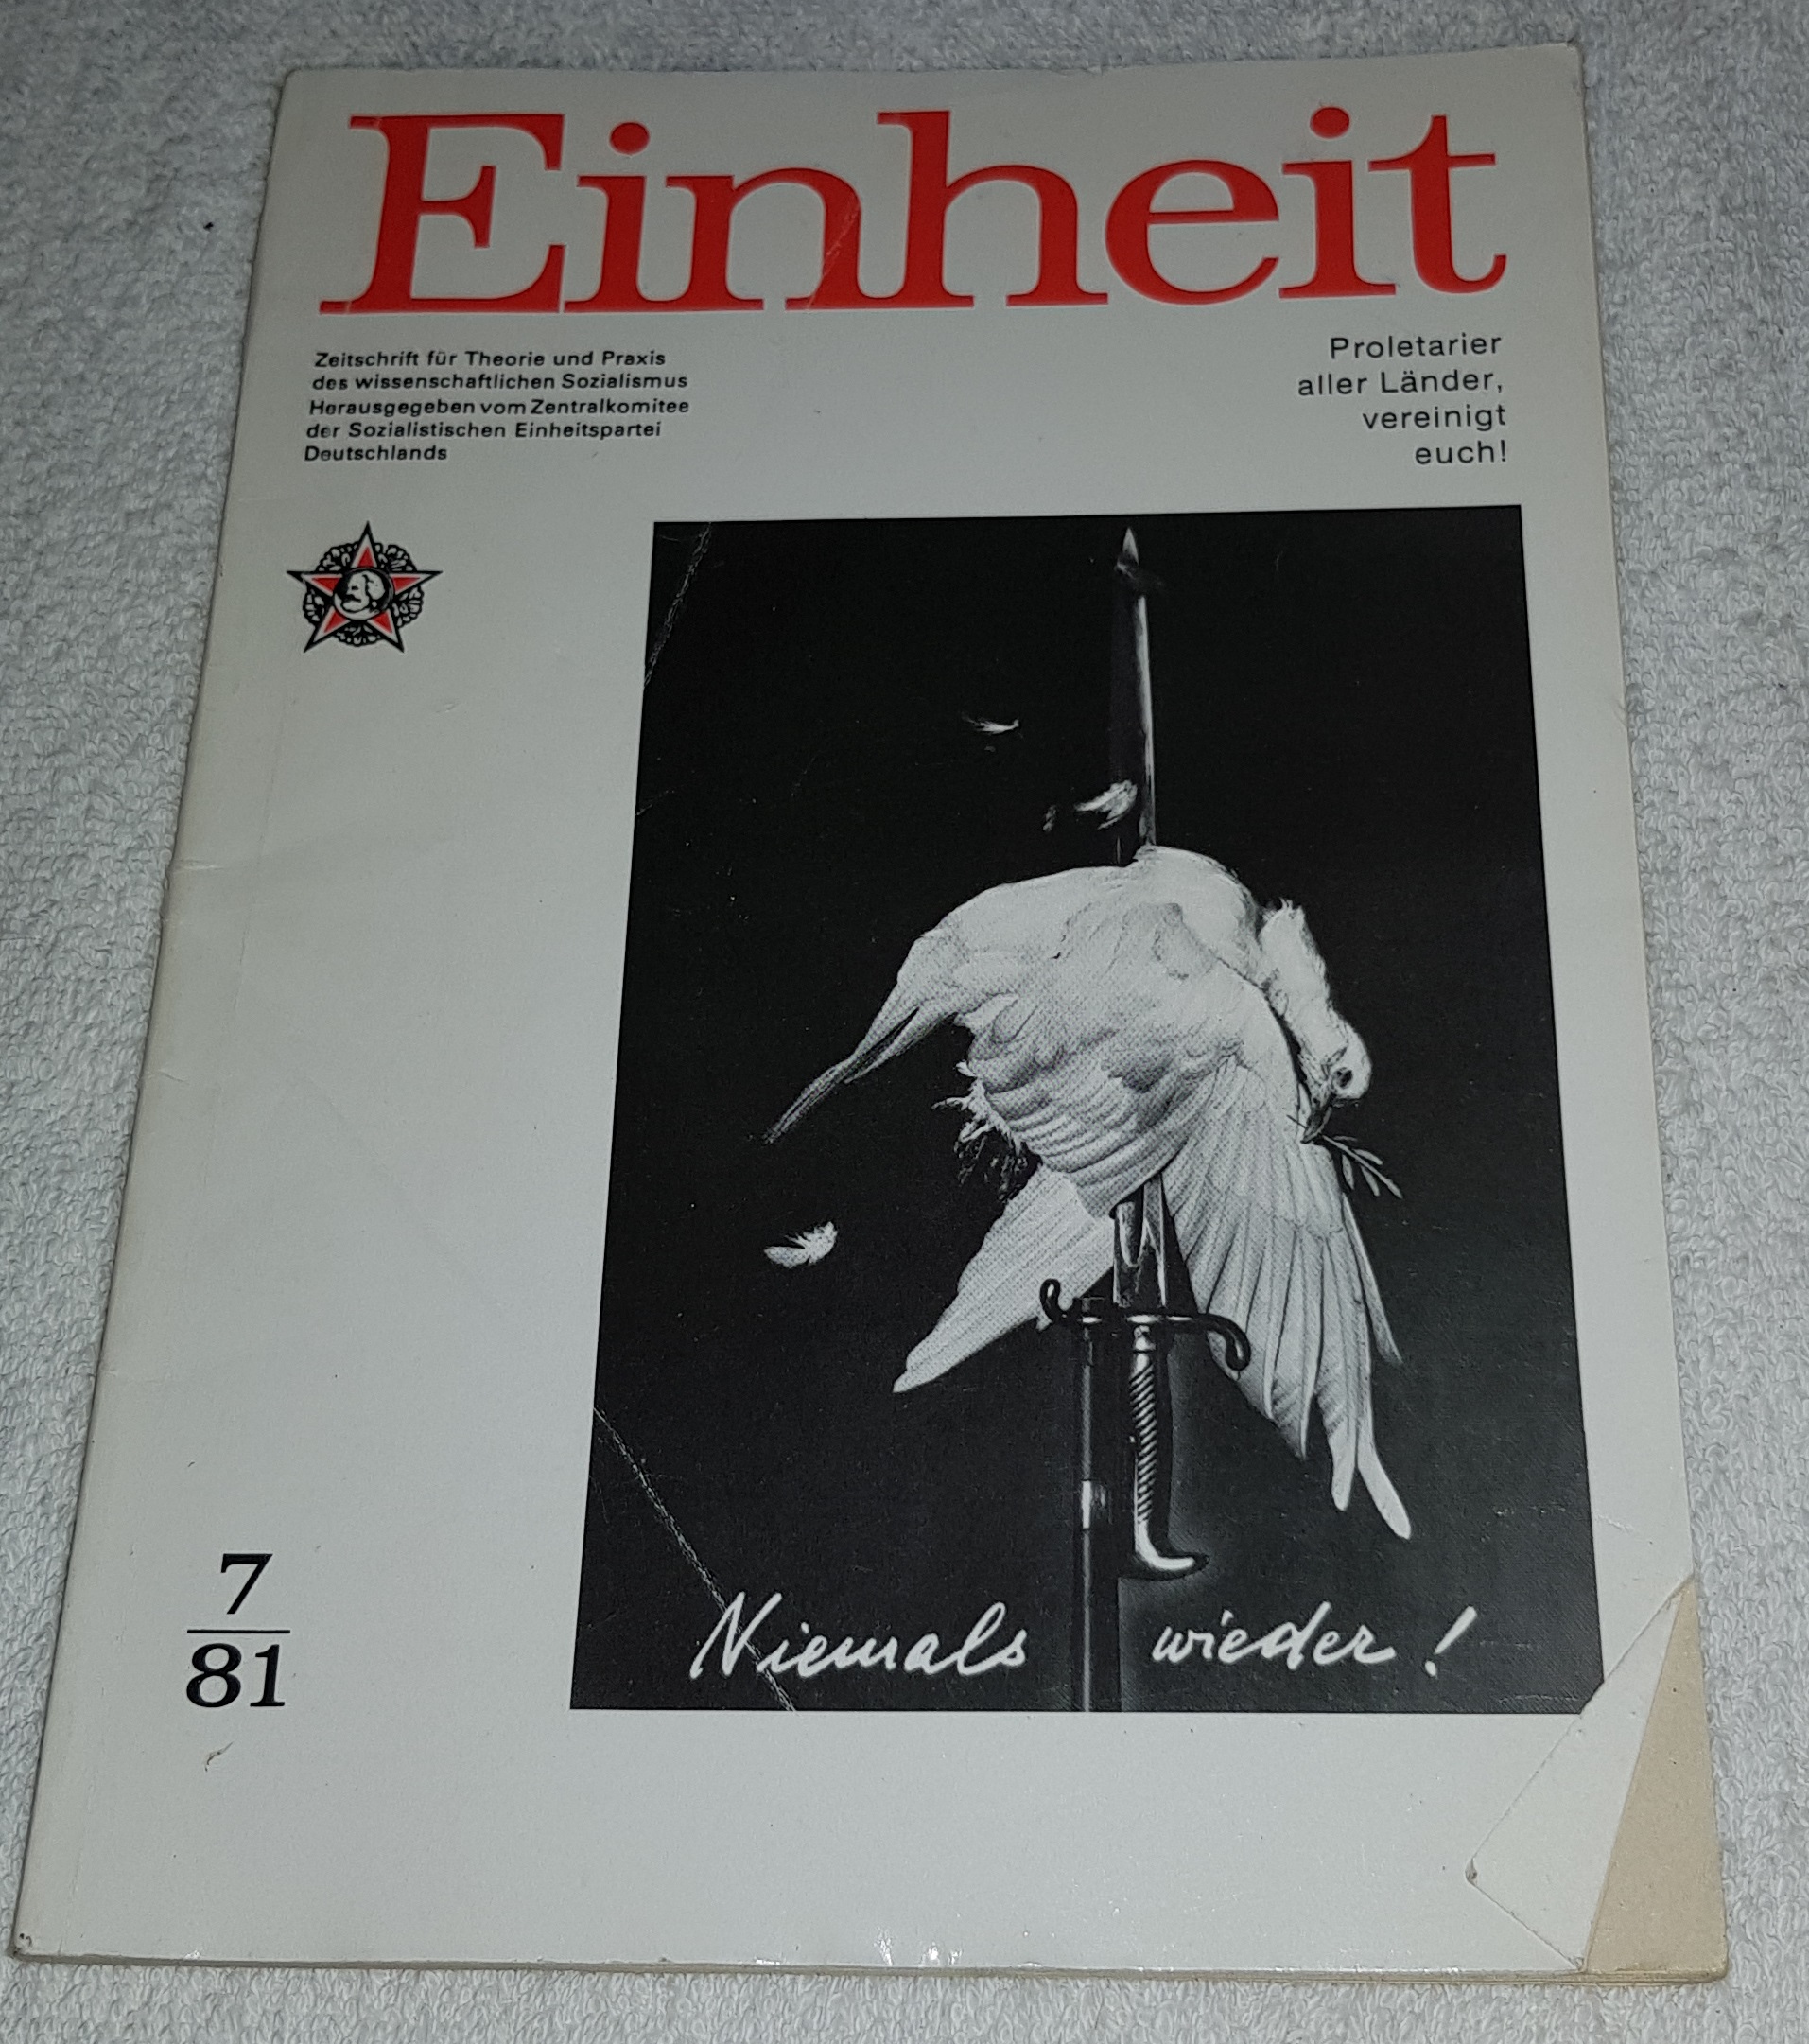 Einheit
Zeitschrift für Theorie und Praxis
des wissenschaftlichen Sozialismus
Herausgegeben vom Zentralkomitee
der Sozialistischen Einheitspartei
Deutschlands
Proletarier
aller Länder,
vereinigt
euch!
Niemals wieder!
7
81